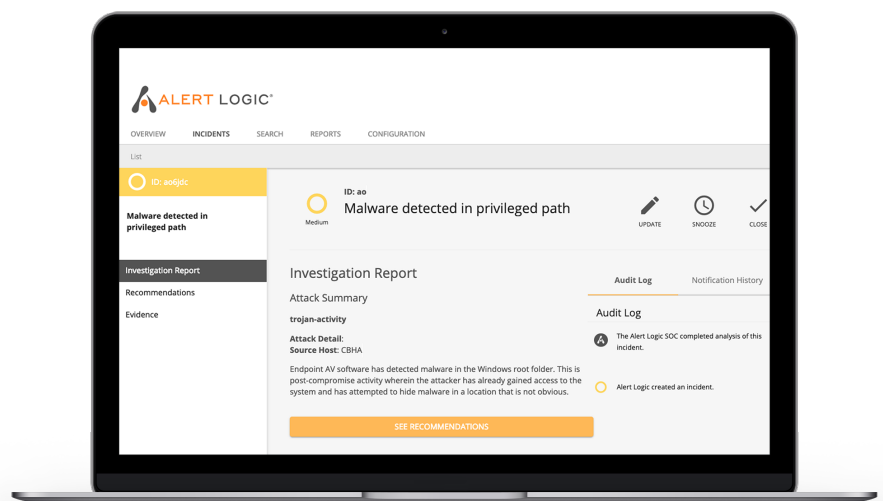 ALERT LOGIC®
OVERVIEW INCIDENTS SEARCH REPORTS CONFIGURATION
List
ID: ao6jdc
Malware detected in
privileged path
Investigation Report
Recommendations
Evidence
ID: ao
Malware detected in privileged path
Medium
UPDATE SNOOZE CLOSE
Investigation Report
Attack Summary
trojan-activity
Attack Detail:
Source Host: CBHA
Endpoint AV software has detected malware in the Windows root folder. This is
post-compromise activity wherein the attacker has already gained access to the
system and has attempted to hide malware in a location that is not obvious.
SEE RECOMMENDATIONS
Audit Log Notification History
Audit Log
The Alert Logic SOC completed analysis of this
incident.
Alert Logic created an incident.